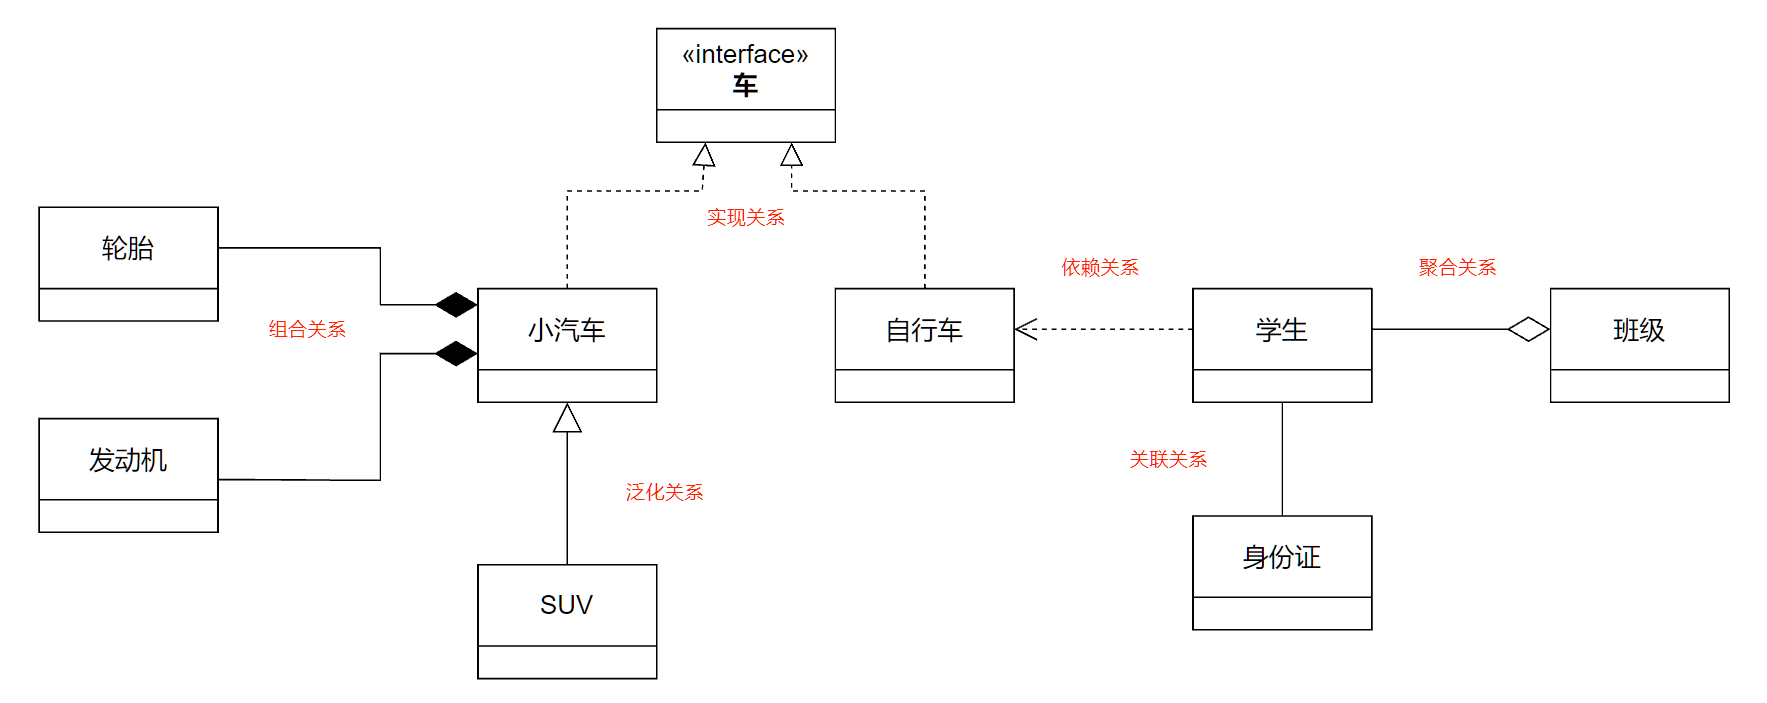 «interface»
车
实现关系
轮胎
组合关系
小汽车
自行车
依赖关系
学生
聚合关系
班级
发动机
泛化关系
关联关系
身份证
SUV